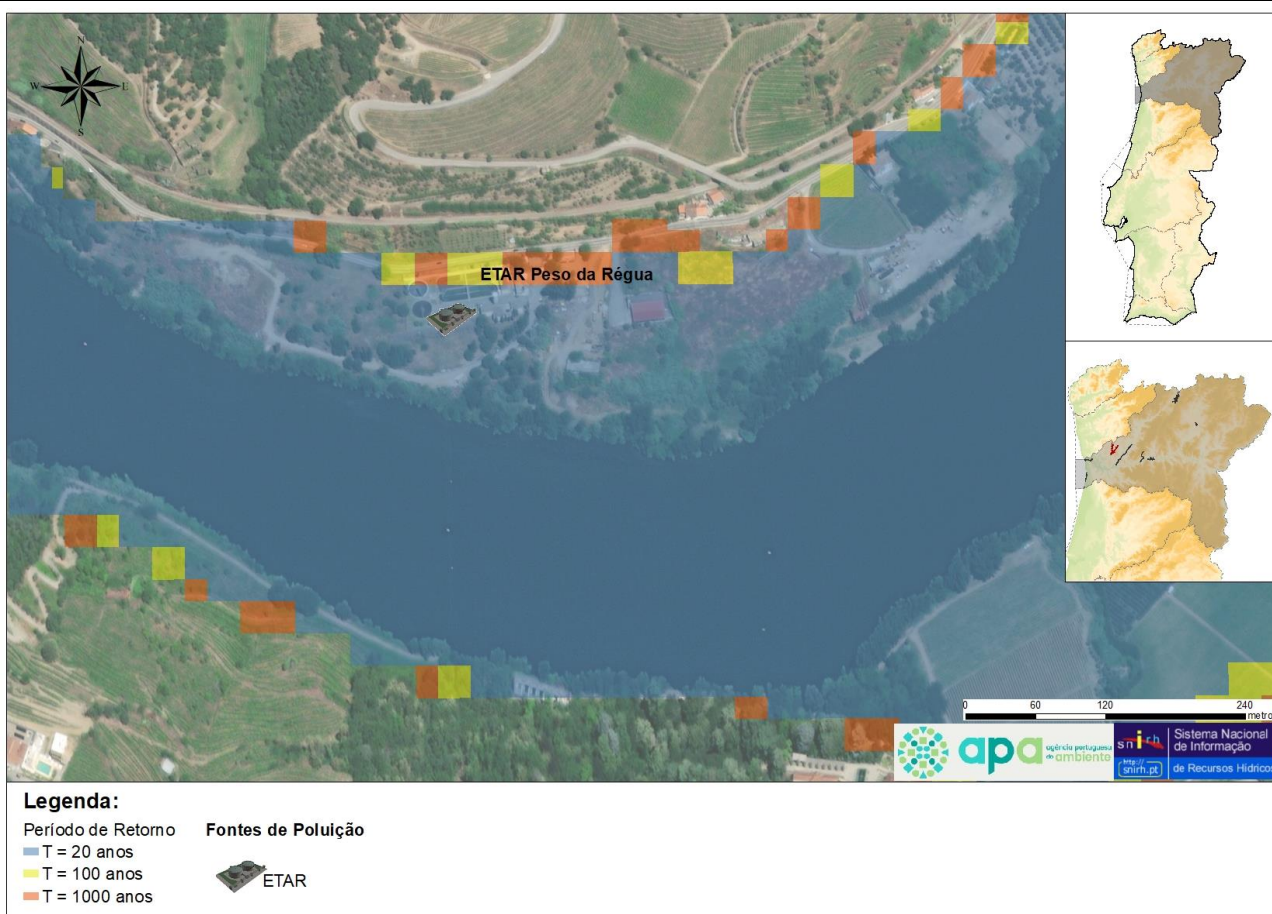 N
W
E
S
ETAR Peso da Régua
0 60 120 240
metro
apa
agência portuguesa
do ambiente
snirh
http://
snirh.pt
Sistema Nacional
de Informação
de Recursos Hídricos
Legenda:
Período de Retorno
T = 20 anos
T = 100 anos
T = 1000 anos
Fontes de Poluição
ETAR